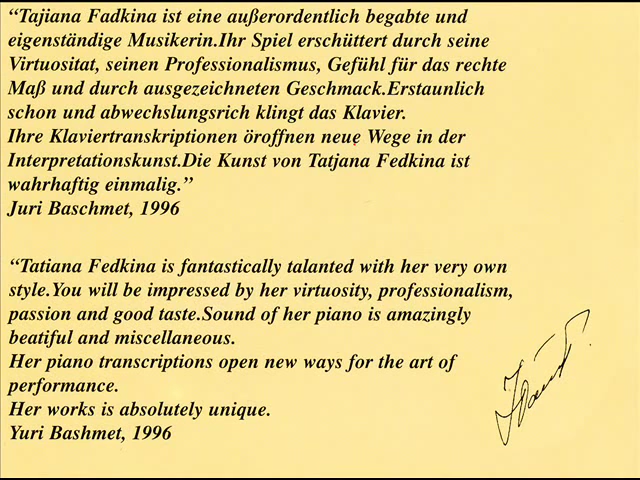 “Tajiana Fadkina ist eine außerordentlich begabte und
eigenständige Musikerin.Ihr Spiel erschüttert durch seine
Virtuositat, seinen Professionalismus, Gefühl für das rechte
Maß und durch ausgezeichneten Geschmack.Erstaunlich
schon und abwechslungsrich klingt das Klavier.
Ihre Klaviertranskriptionen öroffnen neue Wege in der
Interpretationskunst.Die Kunst von Tatjana Fedkina ist
wahrhaftig einmalig.”
Juri Baschmet, 1996
“Tatiana Fedkina is fantastically talanted with her very own
style.You will be impressed by her virtuosity, professionalism,
passion and good taste.Sound of her piano is amazingly
beatiful and miscellaneous.
Her piano transcriptions open new ways for the art of
performance.
Her works is absolutely unique.
Yuri Bashmet, 1996